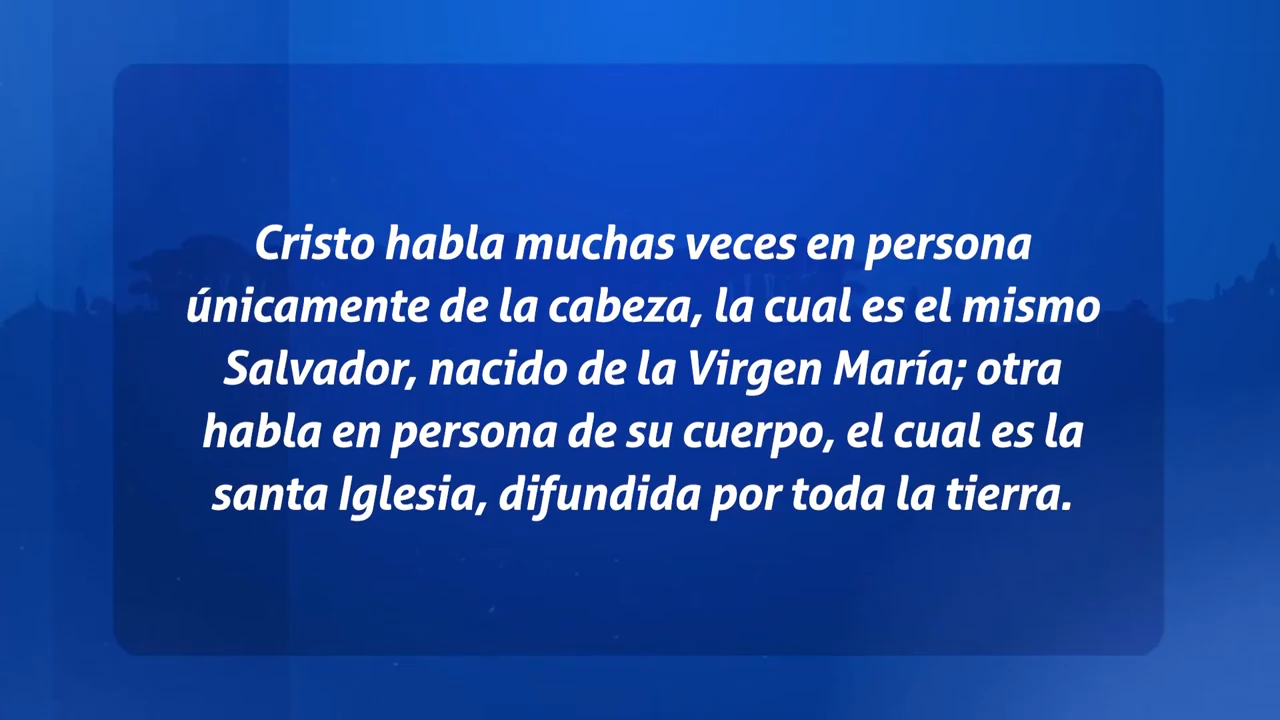 Cristo habla muchas veces en persona
únicamente de la cabeza, la cual es el mismo
Salvador, nacido de la Virgen María; otra
habla en persona de su cuerpo, el cual es la
santa Iglesia, difundida por toda la tierra.